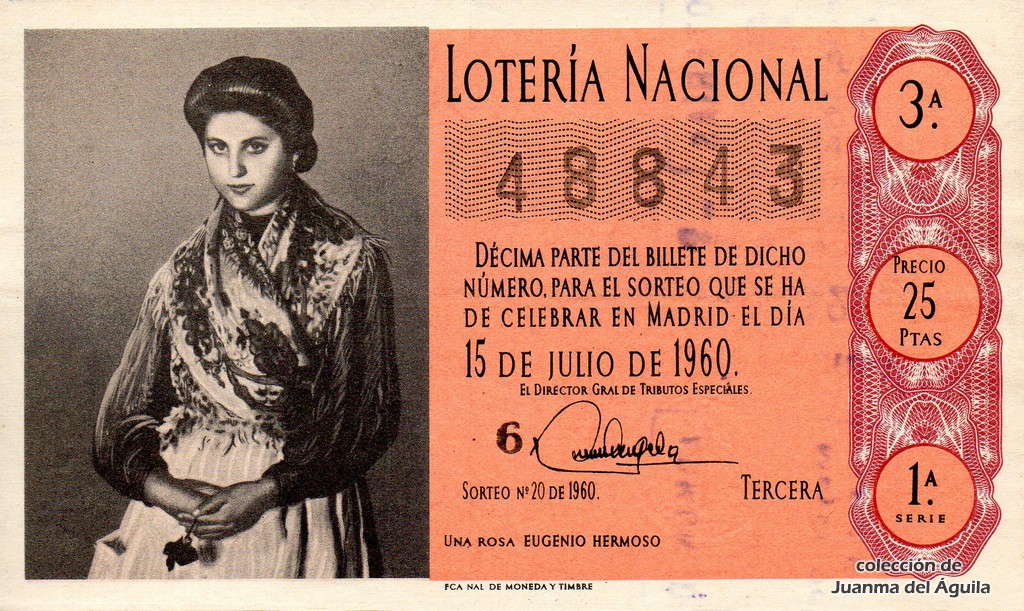 LOTERÍA NACIONAL
3.A
48843
DÉCIMA PARTE DEL BILLETE DE DICHO
NÚMERO, PARA EL SORTEO QUE SE HA
DE CELEBRAR EN MADRID EL DÍA
15 DE JULIO DE 1960.
EL DIRECTOR GRAL DE TRIBUTOS ESPECIALES.
PRECIO
25
PTAS
6
SORTEO Nº 20 DE 1960.
TERCERA
1.A
SERIE
UNA ROSA EUGENIO HERMOSO
FCA NAL DE MONEDA Y TIMBRE
colección de
Juanma del Águila